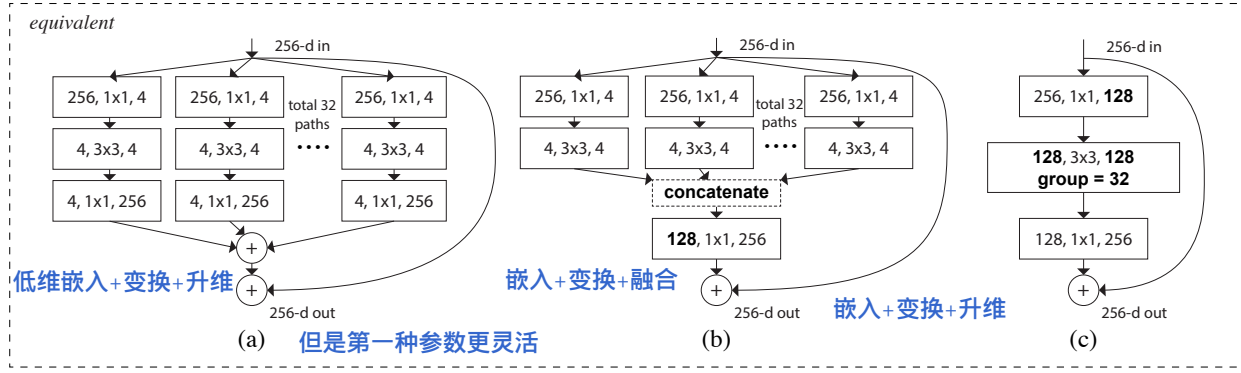 equivalent
256-d in
256, 1x1, 4
256, 1x1, 4
256, 1x1, 4
total 32
paths
4, 3x3, 4
4, 3x3, 4
4, 3x3, 4
4, 1x1, 256
4, 1x1, 256
4, 1x1, 256
+
+
256-d out
低维嵌入+变换+升维
(a)
但是第一种参数更灵活
256-d in
256, 1x1, 4
256, 1x1, 4
256, 1x1, 4
total 32
paths
4, 3x3, 4
4, 3x3, 4
4, 3x3, 4
concatenate
128, 1x1, 256
+
256-d out
嵌入+变换+融合
(b)
256-d in
256, 1x1, 128
128, 3x3, 128
group = 32
128, 1x1, 256
+
256-d out
嵌入+变换+升维
(c)